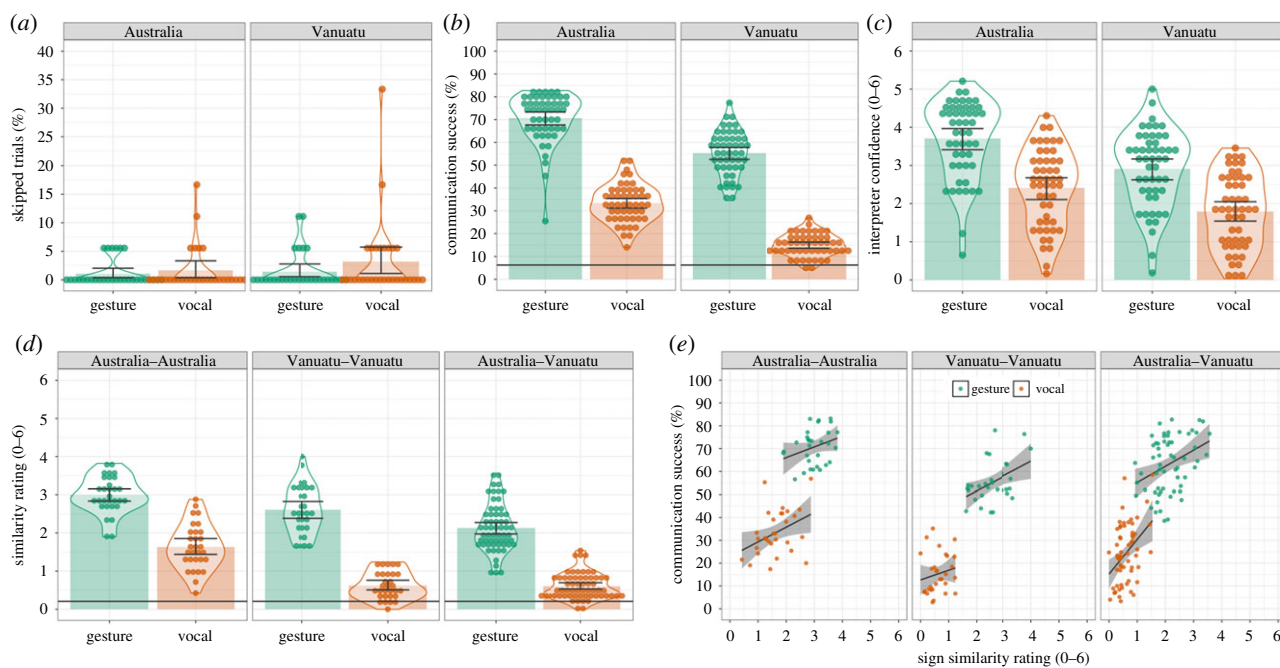 (a)
Australia
Vanuatu
skipped trials (%)
40
35
30
25
20
15
10
5
0
gesture
vocal
gesture
vocal
(b)
Australia
Vanuatu
communication success (%)
100
90
80
70
60
50
40
30
20
10
0
gesture
vocal
gesture
vocal
(c)
Australia
Vanuatu
interpreter confidence (0–6)
6
5
4
3
2
1
0
gesture
vocal
gesture
vocal
(d)
Australia–Australia
Vanuatu–Vanuatu
Australia–Vanuatu
similarity rating (0–6)
6
5
4
3
2
1
0
gesture
vocal
gesture
vocal
gesture
vocal
(e)
Australia–Australia
Vanuatu–Vanuatu
Australia–Vanuatu
gesture vocal
communication success (%)
100
90
80
70
60
50
40
30
20
10
0
0 1 2 3 4 5 6 0 1 2 3 4 5 6 0 1 2 3 4 5 6
sign similarity rating (0–6)